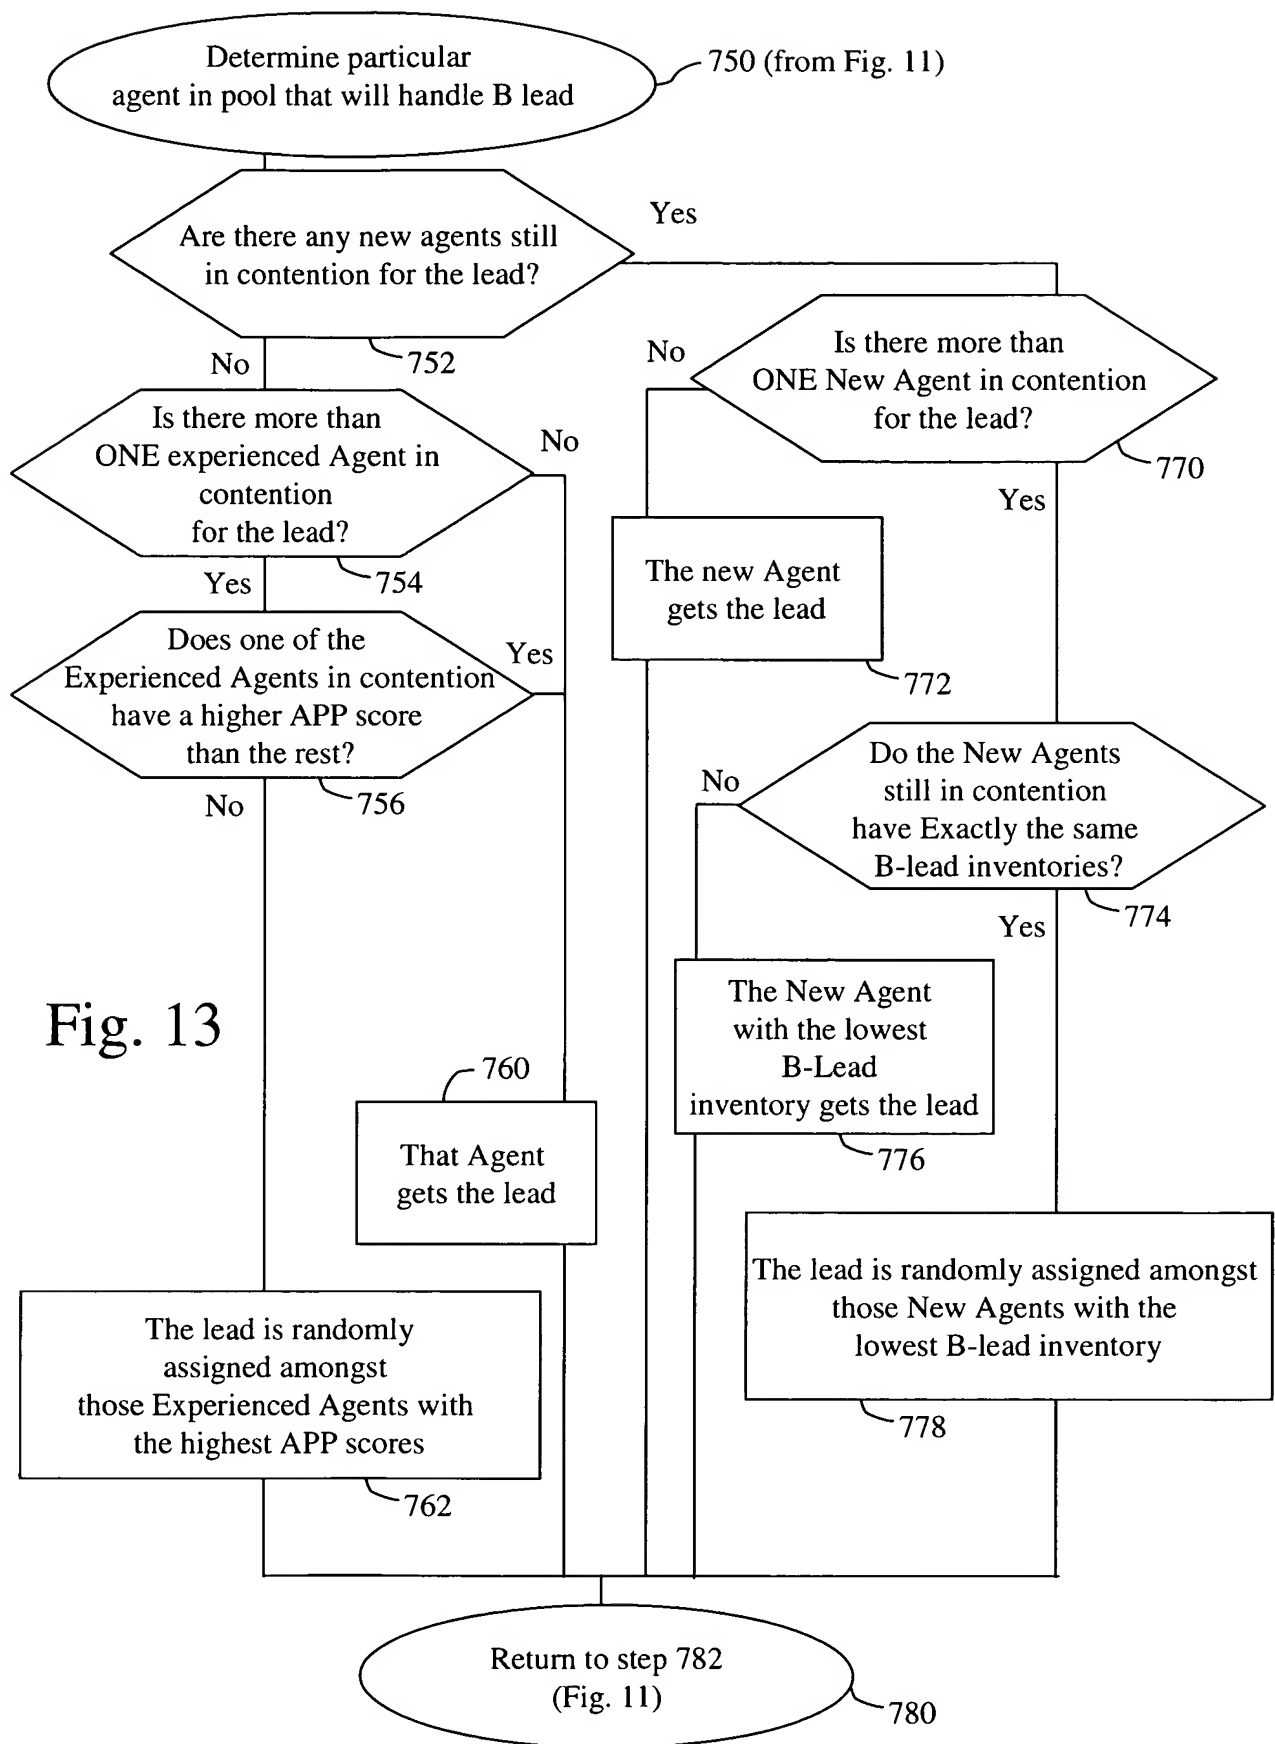 Determine particular
agent in pool that will handle B lead
750 (from Fig. 11)
Are there any new agents still
in contention for the lead?
752
Yes
No
Is there more than
ONE experienced Agent in
contention
for the lead?
754
No
Yes
Does one of the
Experienced Agents in contention
have a higher APP score
than the rest?
756
Yes
No
Is there more than
ONE New Agent in contention
for the lead?
770
No
Yes
The new Agent
gets the lead
772
Do the New Agents
still in contention
have Exactly the same
B-lead inventories?
774
No
Yes
The New Agent
with the lowest
B-Lead
inventory gets the lead
776
Fig. 13
760
That Agent
gets the lead
The lead is randomly assigned amongst
those New Agents with the
lowest B-lead inventory
778
The lead is randomly
assigned amongst
those Experienced Agents with
the highest APP scores
762
Return to step 782
(Fig. 11)
780